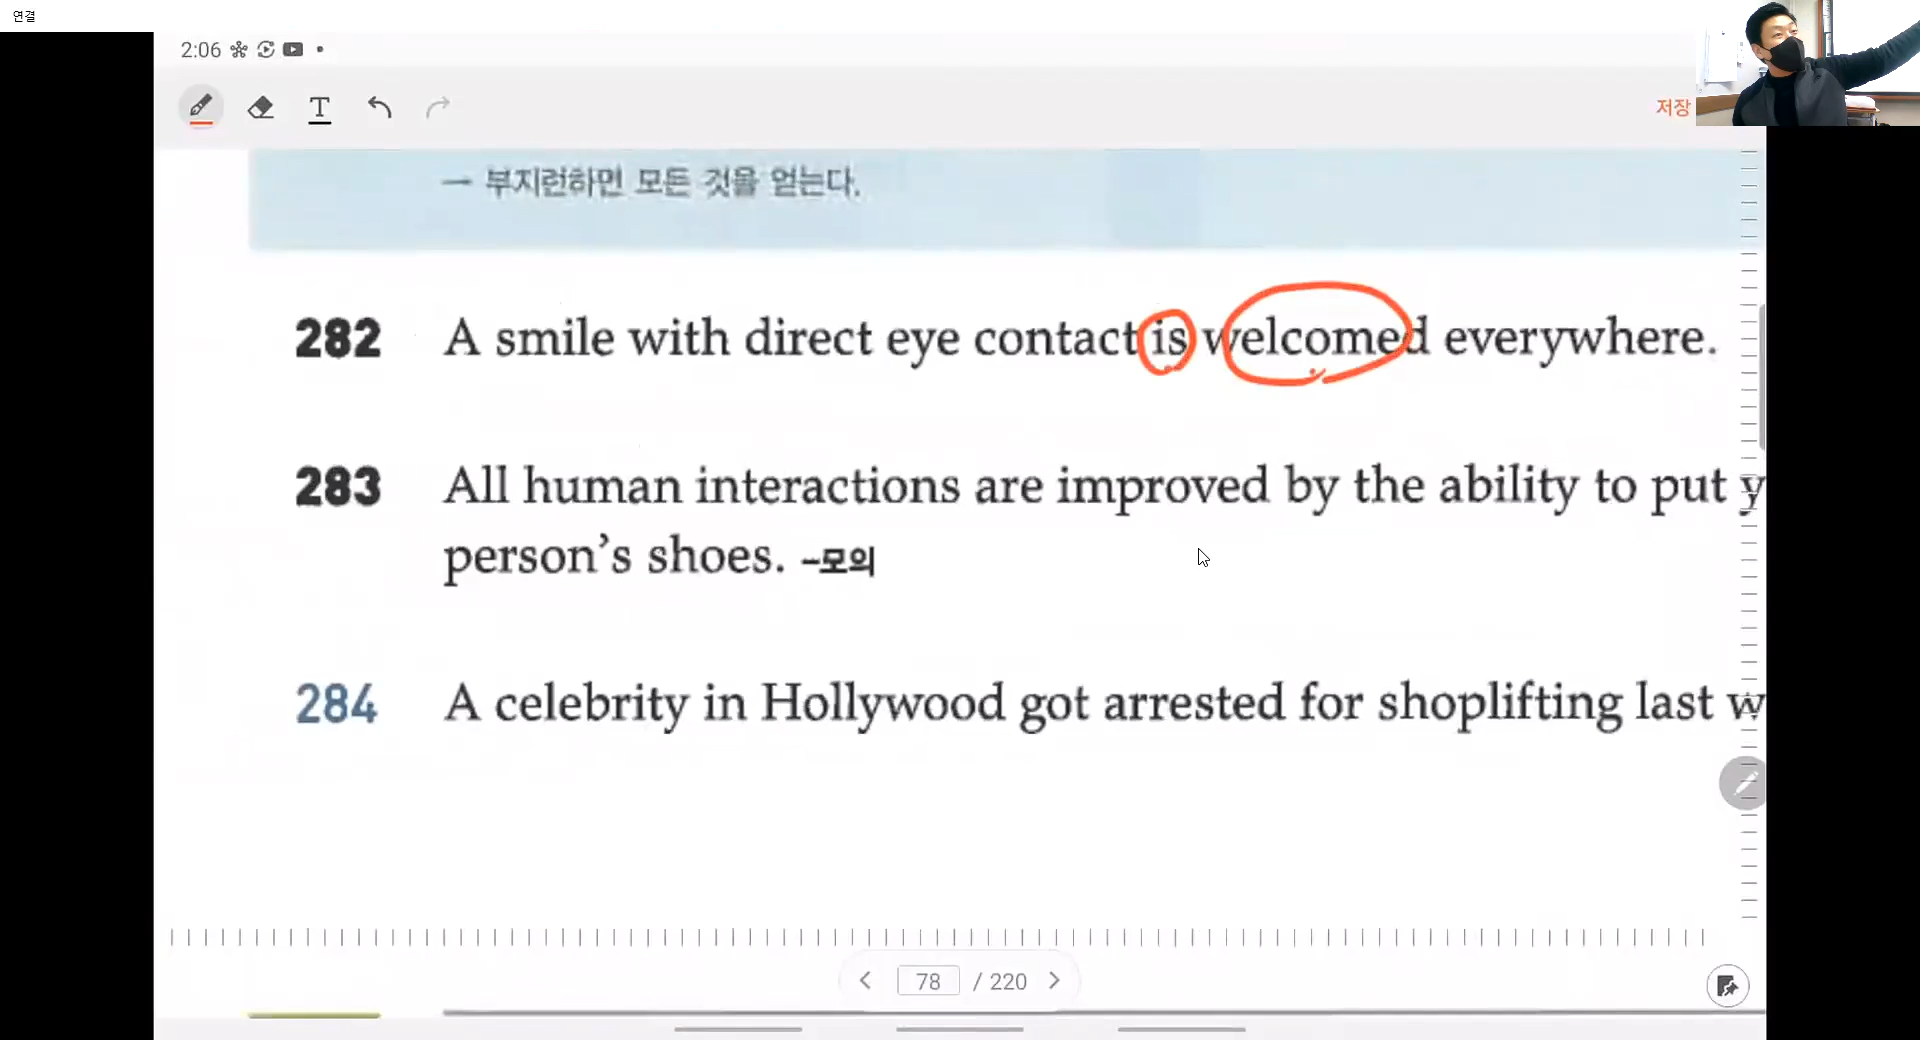 연결
2:06
T
저장
→ 부지런하면 모든 것을 얻는다.
282 A smile with direct eye contact is welcomed everywhere.
283 All human interactions are improved by the ability to put y
person's shoes. –모의
284 A celebrity in Hollywood got arrested for shoplifting last w
78 / 220